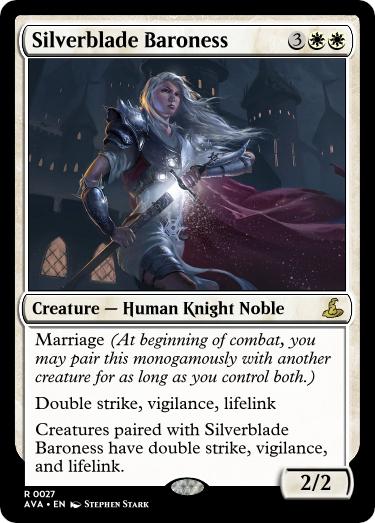 Silverblade Baroness 3
Creature — Human Knight Noble
Marriage (At beginning of combat, you
may pair this monogamously with another
creature for as long as you control both.)
Double strike, vigilance, lifelink
Creatures paired with Silverblade
Baroness have double strike, vigilance,
and lifelink.
2/2
R 0027
AVA • EN Stephen Stark